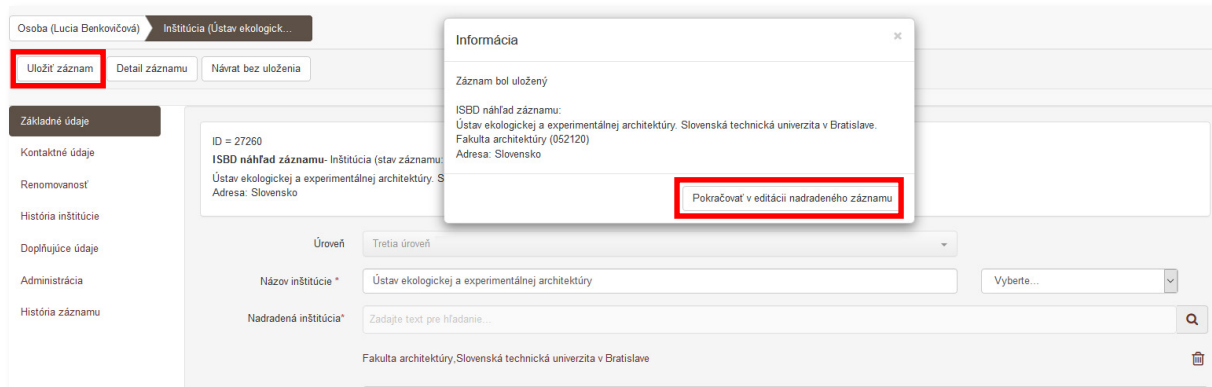 Osoba (Lucia Benkovičová)
Inštitúcia (Ústav ekologick...
Uložiť záznam
Detail záznamu
Návrat bez uloženia
Základné údaje
Kontaktné údaje
Renomovanosť
História inštitúcie
Doplňujúce údaje
Administrácia
História záznamu
ID = 27260
ISBD náhľad záznamu- Inštitúcia (stav záznamu:
Ústav ekologickej a experimentálnej architektúry. S
Adresa: Slovensko
Informácia
×
Záznam bol uložený
ISBD náhľad záznamu:
Ústav ekologickej a experimentálnej architektúry. Slovenská technická univerzita v Bratislave.
Fakulta architektúry (052120)
Adresa: Slovensko
Pokračovať v editácii nadradeného záznamu
Úroveň
Tretia úroveň
Názov inštitúcie *
Ústav ekologickej a experimentálnej architektúry
Vyberte...
Nadradená inštitúcia*
Zadajte text pre hľadanie...
Fakulta architektúry,Slovenská technická univerzita v Bratislave